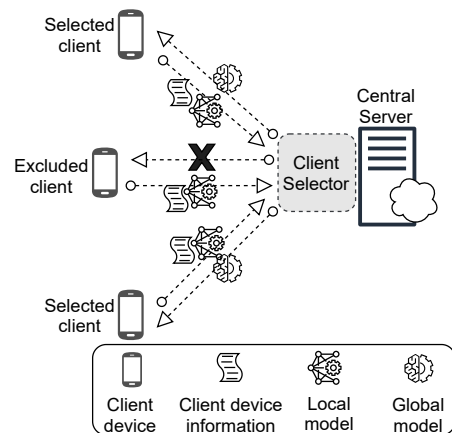 Selected
client
Central
Server
X
Excluded
client
Client
Selector
Selected
client
Client
device
Client device
information
Local
model
Global
model